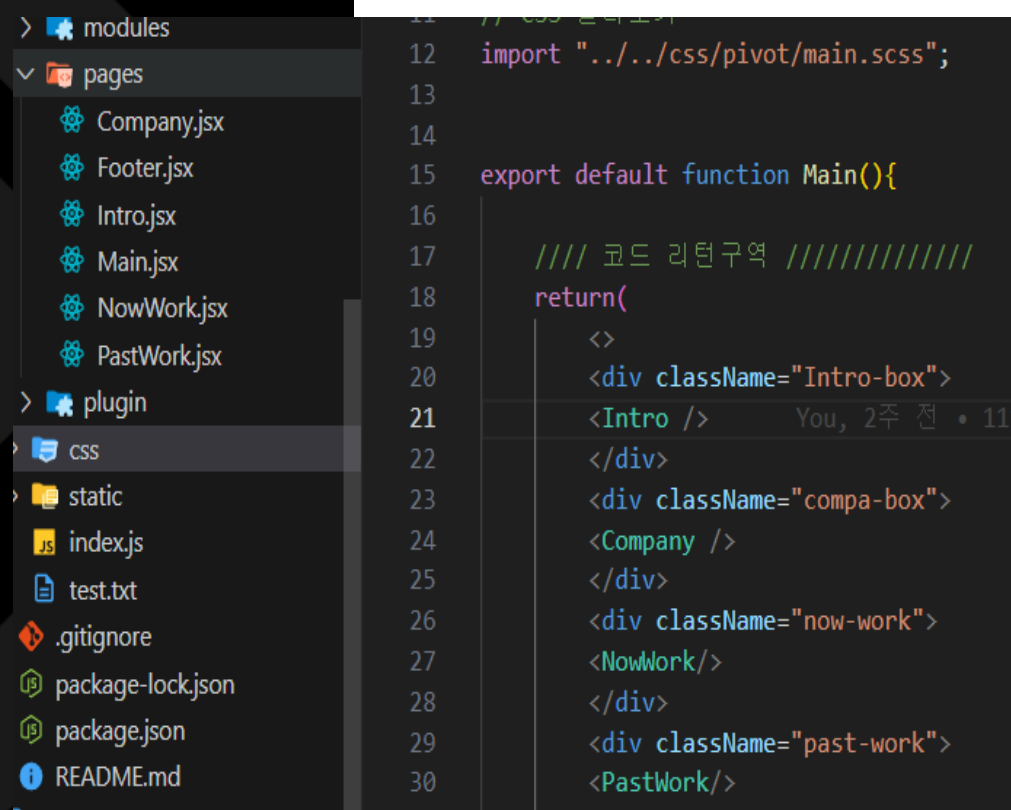 modules
pages
Company.jsx
Footer.jsx
Intro.jsx
Main.jsx
NowWork.jsx
PastWork.jsx
plugin
css
static
JS index.js
test.txt
.gitignore
package-lock.json
package.json
README.md
11 //
12 import "../../css/pivot/main.scss";
13
14
15 export default function Main(){
16
17 //// 코드 리턴구역 //////////////
18 return(
19 <>
20 <div className="Intro-box">
21 <Intro /> You, 2주 전 • 11
22 </div>
23 <div className="compa-box">
24 <Company />
25 </div>
26 <div className="now-work">
27 <NowWork/>
28 </div>
29 <div className="past-work">
30 <PastWork/>